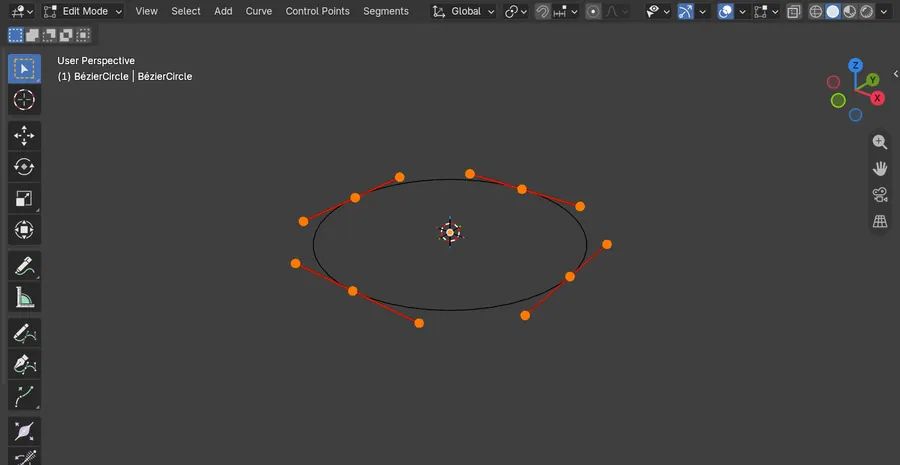 Edit Mode View Select Add Curve Control Points Segments Global
User Perspective
(1) BézierCircle | BézierCircle
Z
Y
X